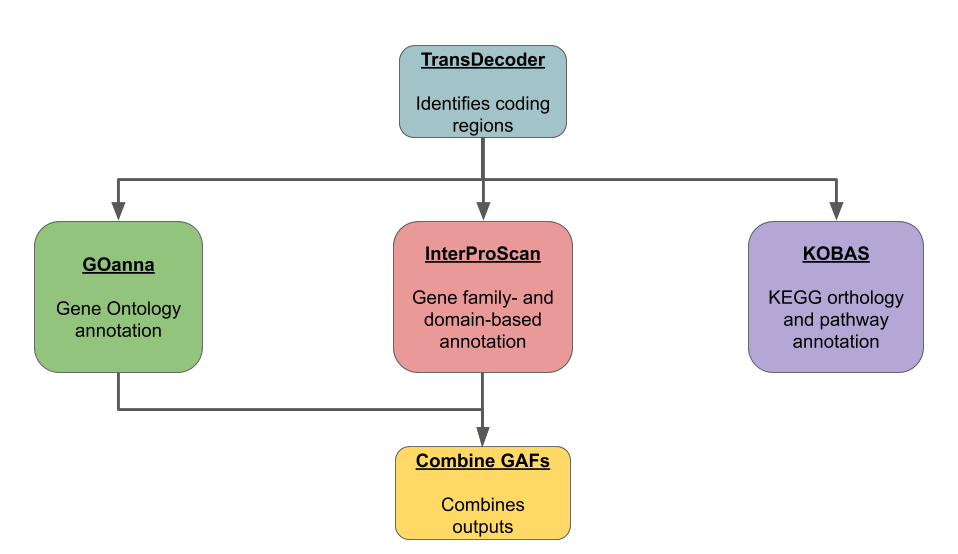 TransDecoder
Identifies coding
regions
GOanna
Gene Ontology
annotation
InterProScan
Gene family- and
domain-based
annotation
KOBAS
KEGG orthology
and pathway
annotation
Combine GAFs
Combines
outputs